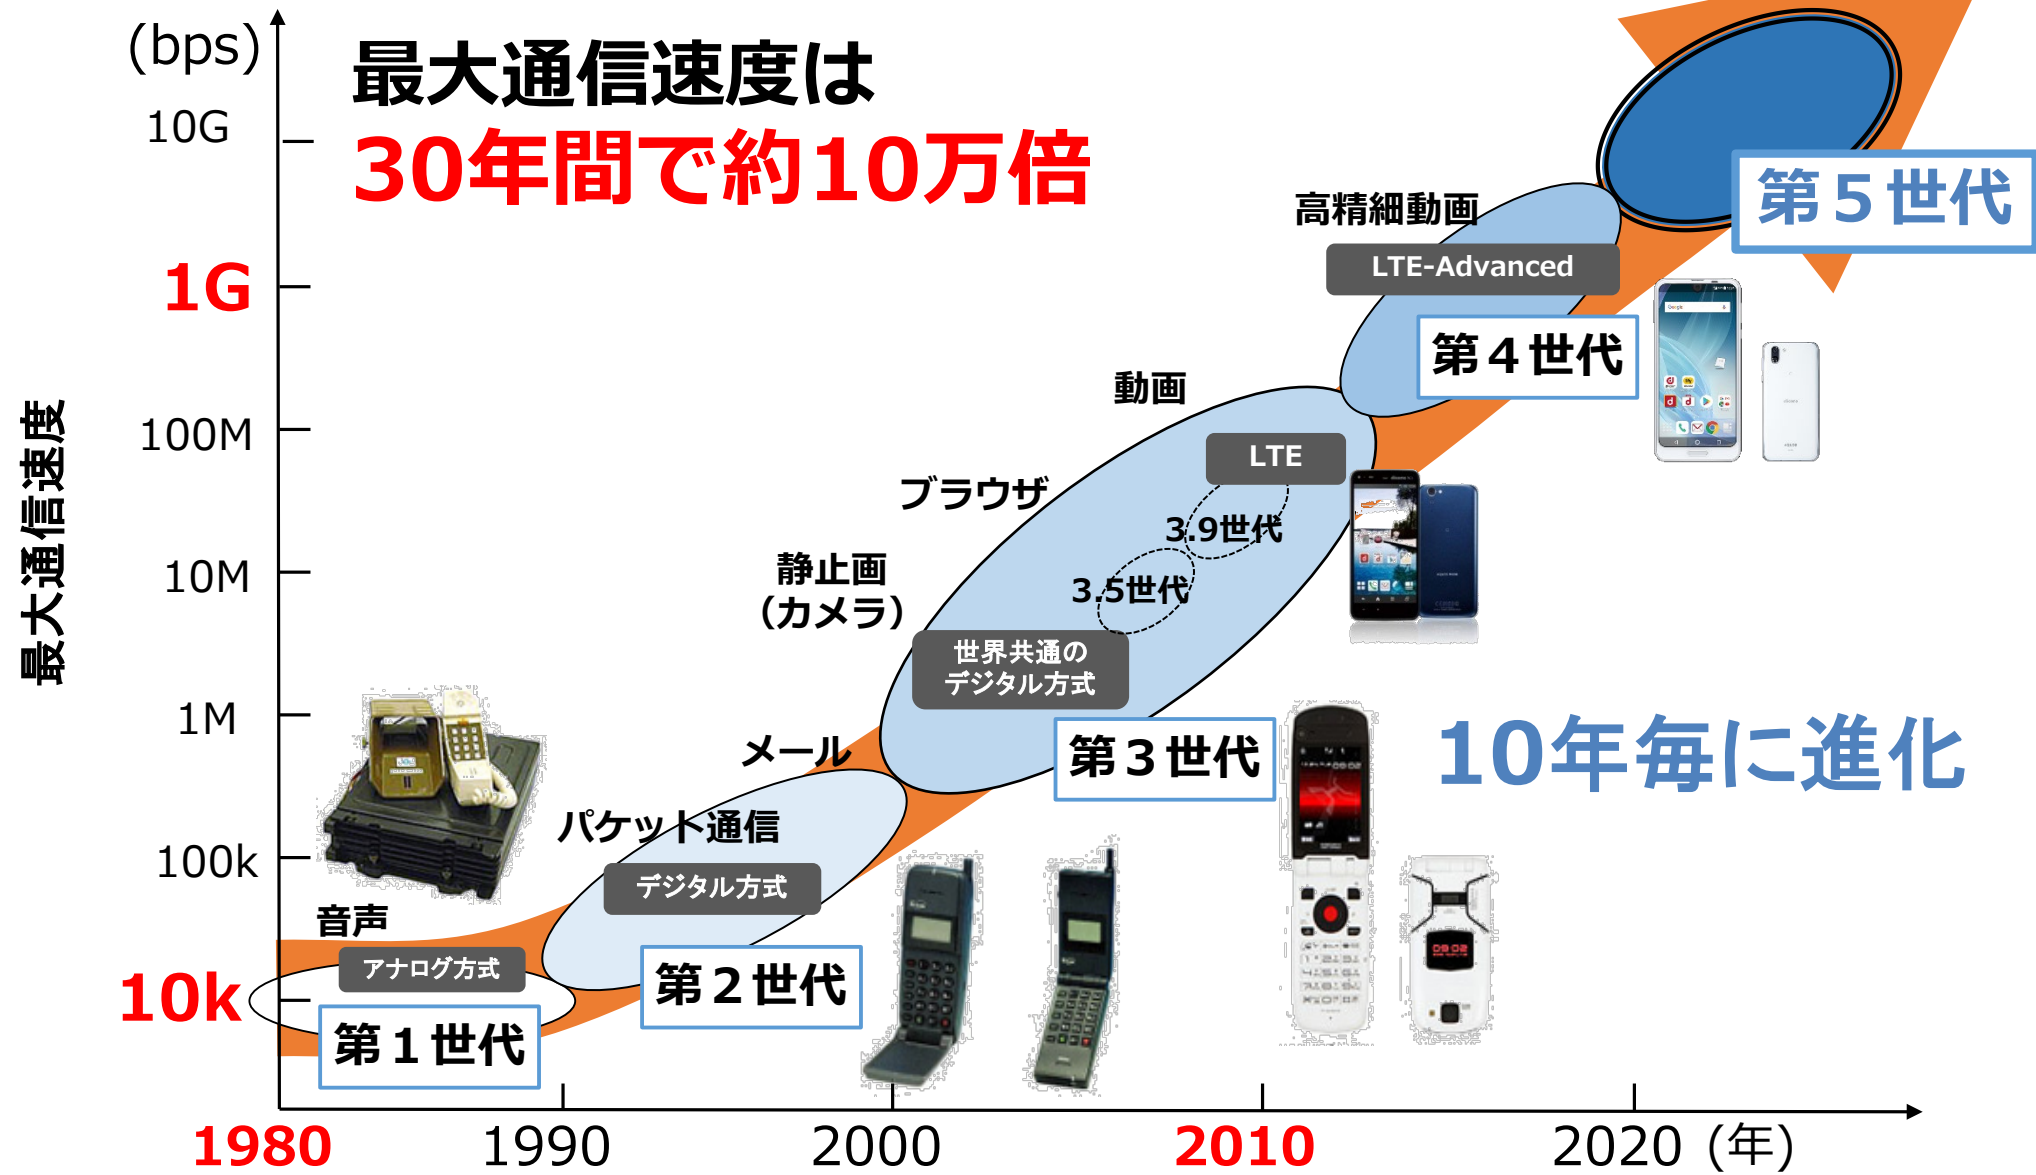 (bps)
最大通信速度は
30年間で約10万倍
10G
1G
100M
10M
1M
100k
10k
最大通信速度
第５世代
高精細動画
LTE-Advanced
第４世代
動画
LTE
ブラウザ
3.9世代
静止画
（カメラ）
3.5世代
世界共通の
デジタル方式
第３世代
10年毎に進化
メール
パケット通信
デジタル方式
第２世代
音声
アナログ方式
第１世代
09:02
1980
1990
2000
2010
2020
(年)